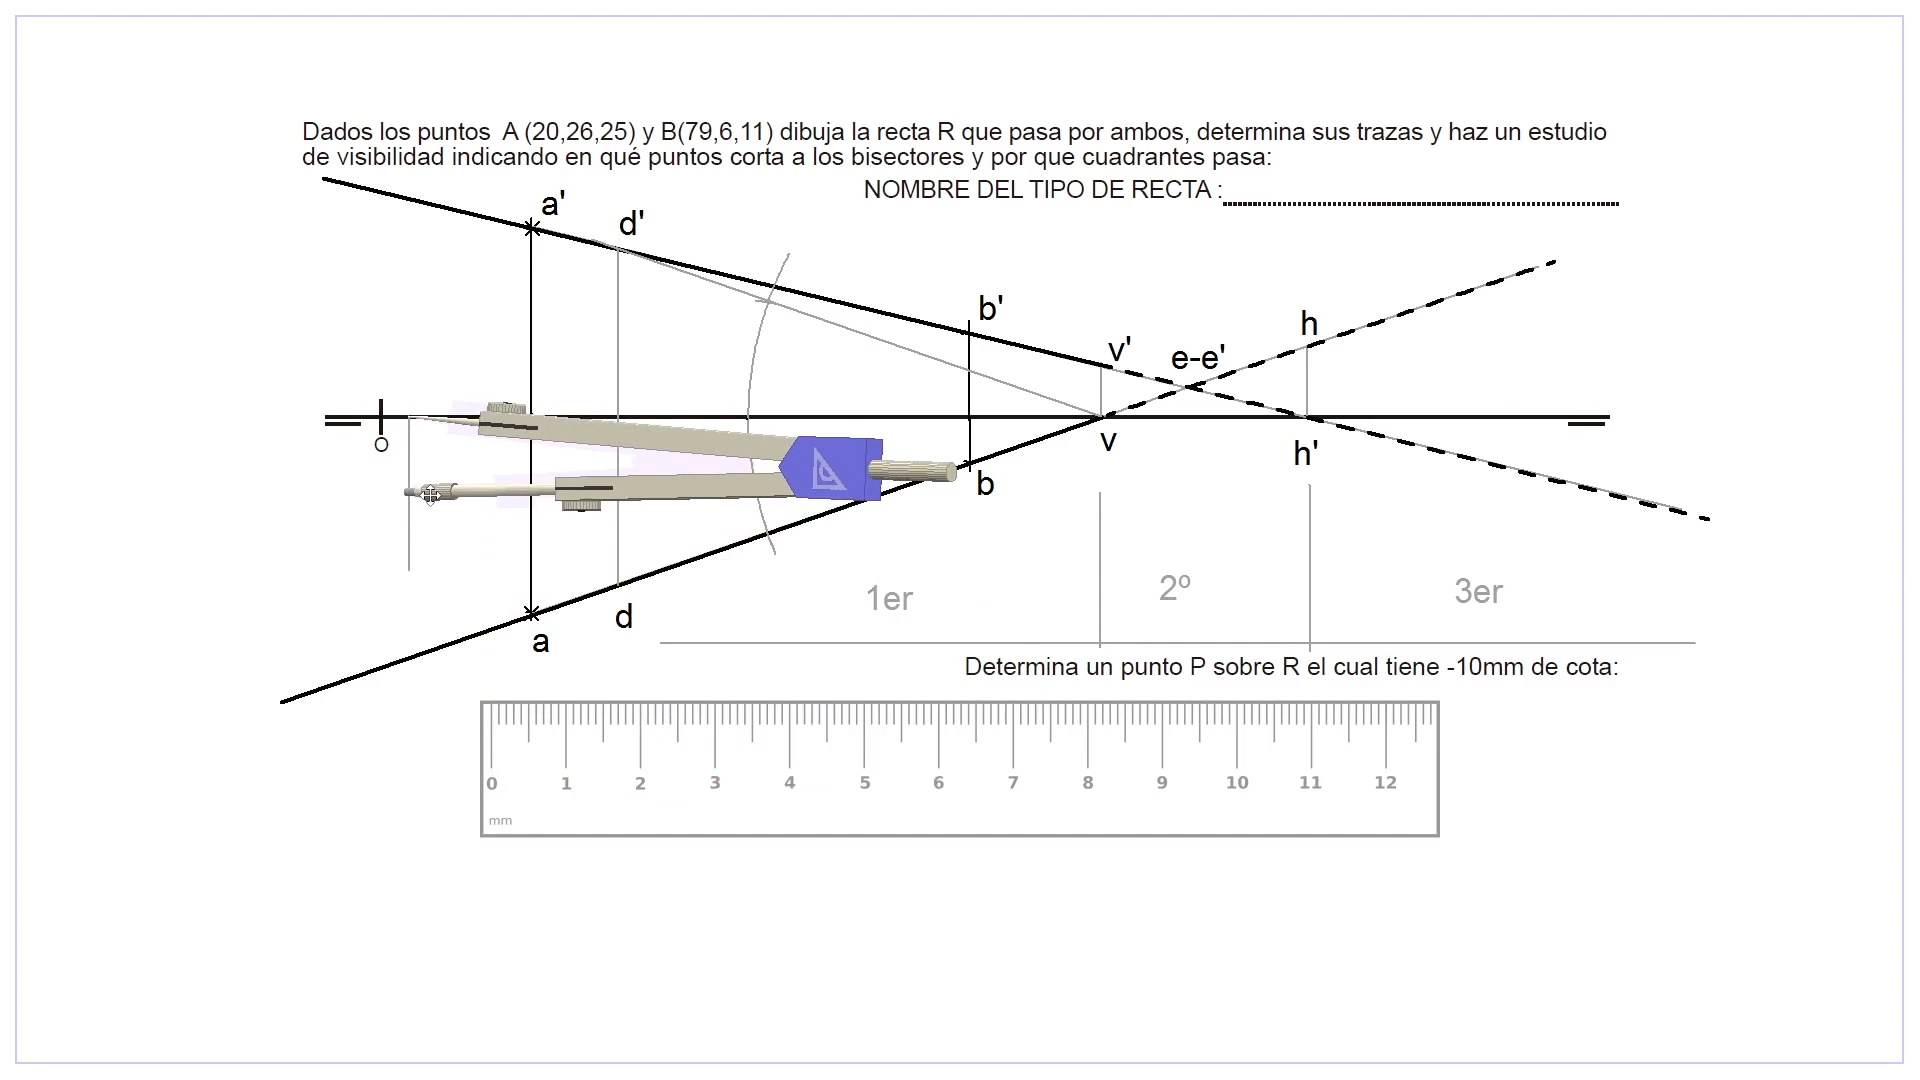 Dados los puntos  A (20,26,25) y B(79,6,11) dibuja la recta R que pasa por ambos, determina sus trazas y haz un estudio
de visibilidad indicando en qué puntos corta a los bisectores y por que cuadrantes pasa:
NOMBRE DEL TIPO DE RECTA :
a'
d'
b'
h
v'
e-e'
O
v
h'
b
1er
2º
3er
d
a
Determina un punto P sobre R el cual tiene -10mm de cota:
0 1 2 3 4 5 6 7 8 9 10 11 12
mm